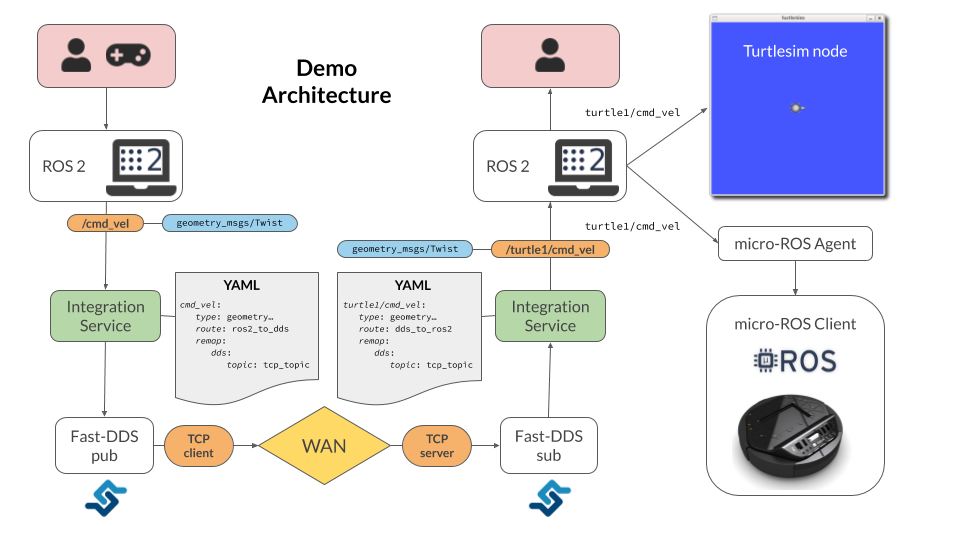 Demo
Architecture
ROS 2
2
/cmd_vel
geometry_msgs/Twist
Integration
Service
YAML
cmd_vel:
type: geometry…
route: ros2_to_dds
remap:
dds:
topic: tcp_topic
Fast-DDS
pub
TCP
client
WAN
TCP
server
Fast-DDS
sub
YAML
turtle1/cmd_vel:
type: geometry…
route: dds_to_ros2
remap:
dds:
topic: tcp_topic
Integration
Service
geometry_msgs/Twist
/turtle1/cmd_vel
ROS 2
2
turtle1/cmd_vel
turtlesim
Turtlesim node
turtle1/cmd_vel
micro-ROS Agent
micro-ROS Client
µ
ROS